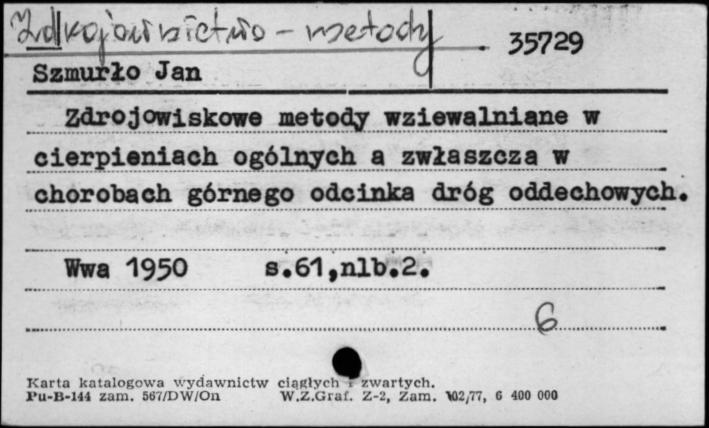 Zdrojownictwo - metody
35729
Szmurło Jan
Zdrojowiskowe metody wziewalniane w
cierpieniach ogólnych a zwłaszcza w
chorobach górnego odcinka dróg oddechowych.
Wwa 1950 s.61,nlb.2.
6
Karta katalogowa wydawnictw ciągłych i zwartych.
Pu-B-144 zam. 567/DW/On W.Z.Graf. Z-2, Zam. 102/77, 6 400 000